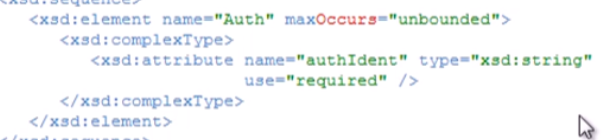 <xsd:sequence>
<xsd:element name="Auth" maxOccurs="unbounded">
<xsd:complexType>
<xsd:attribute name="authIdent" type="xsd:string"
use="required" />
</xsd:complexType>
</xsd:element>
</xsd:sequence>